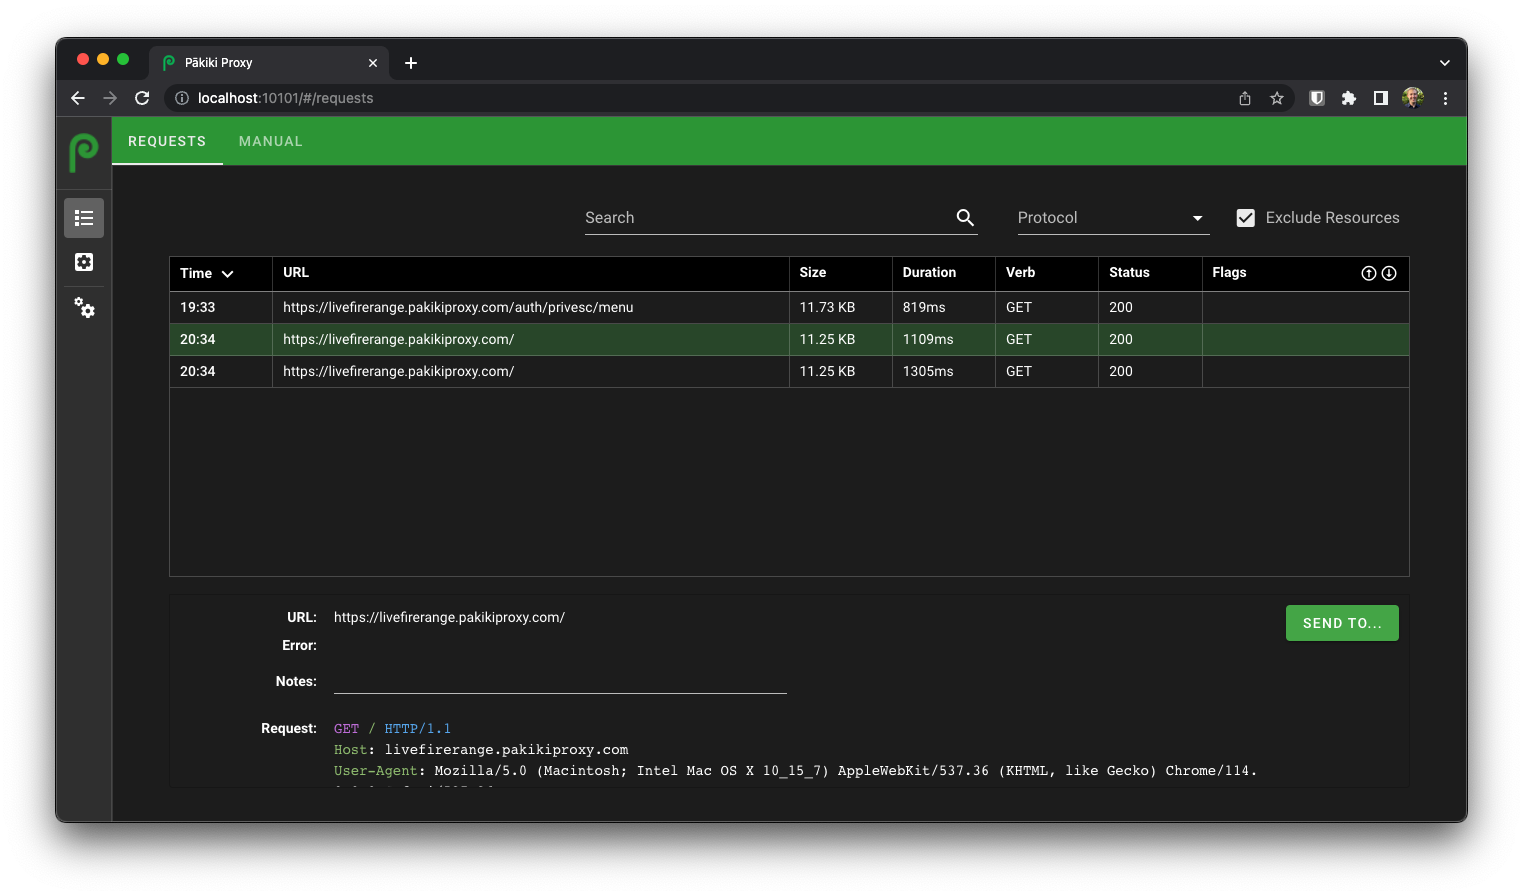 Pākiki Proxy
localhost:10101/#/requests
REQUESTS MANUAL
Search Protocol Exclude Resources
Time URL Size Duration Verb Status Flags
19:33 https://livefirerange.pakikiproxy.com/auth/privesc/menu 11.73 KB 819ms GET 200
20:34 https://livefirerange.pakikiproxy.com/ 11.25 KB 1109ms GET 200
20:34 https://livefirerange.pakikiproxy.com/ 11.25 KB 1305ms GET 200
URL: https://livefirerange.pakikiproxy.com/ SEND TO...
Error:
Notes:
Request: GET / HTTP/1.1
Host: livefirerange.pakikiproxy.com
User-Agent: Mozilla/5.0 (Macintosh; Intel Mac OS X 10_15_7) AppleWebKit/537.36 (KHTML, like Gecko) Chrome/114.